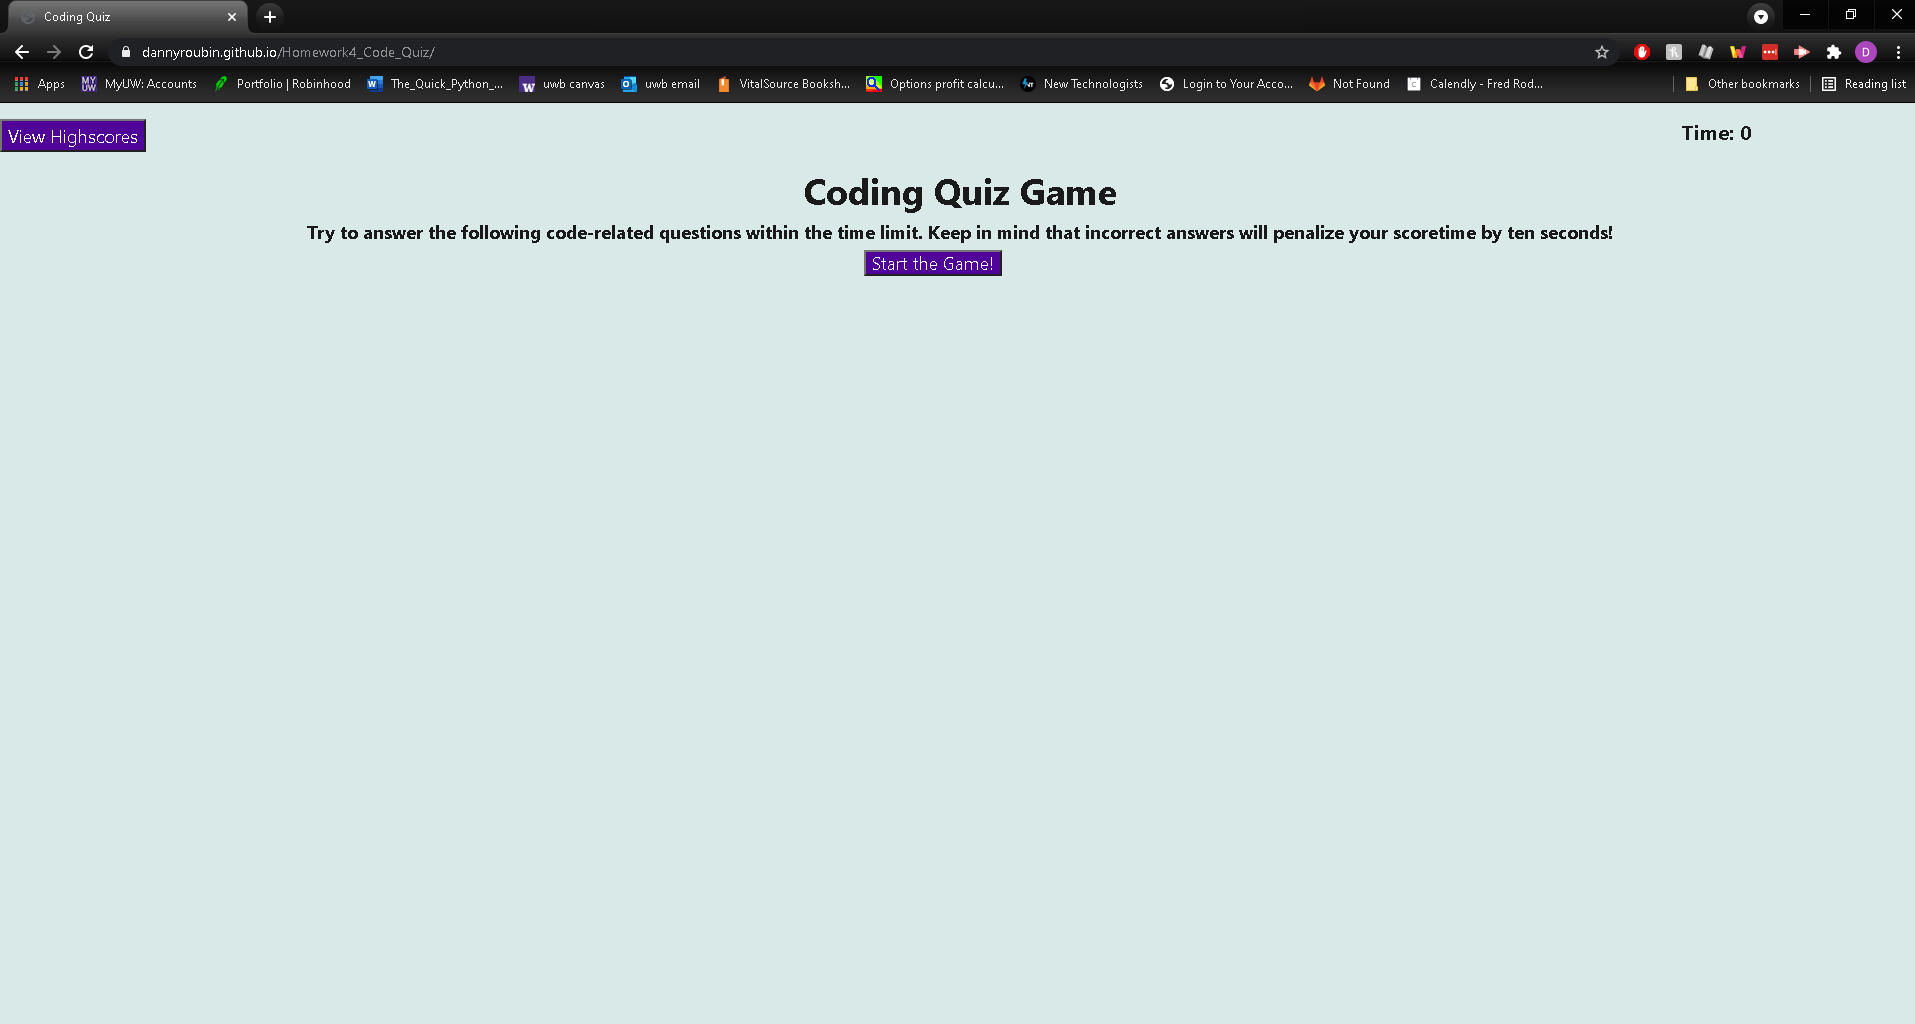 Coding Quiz
dannyroubin.github.io/Homework4_Code_Quiz/
D
Apps MY UW MyUW: Accounts Portfolio | Robinhood The_Quick_Python_... uwb canvas uwb email VitalSource Booksh... Options profit calcu... New Technologists Login to Your Acco... Not Found Calendly - Fred Rod... Other bookmarks Reading list
View Highscores Time: 0
Coding Quiz Game
Try to answer the following code-related questions within the time limit. Keep in mind that incorrect answers will penalize your scoretime by ten seconds!
Start the Game!